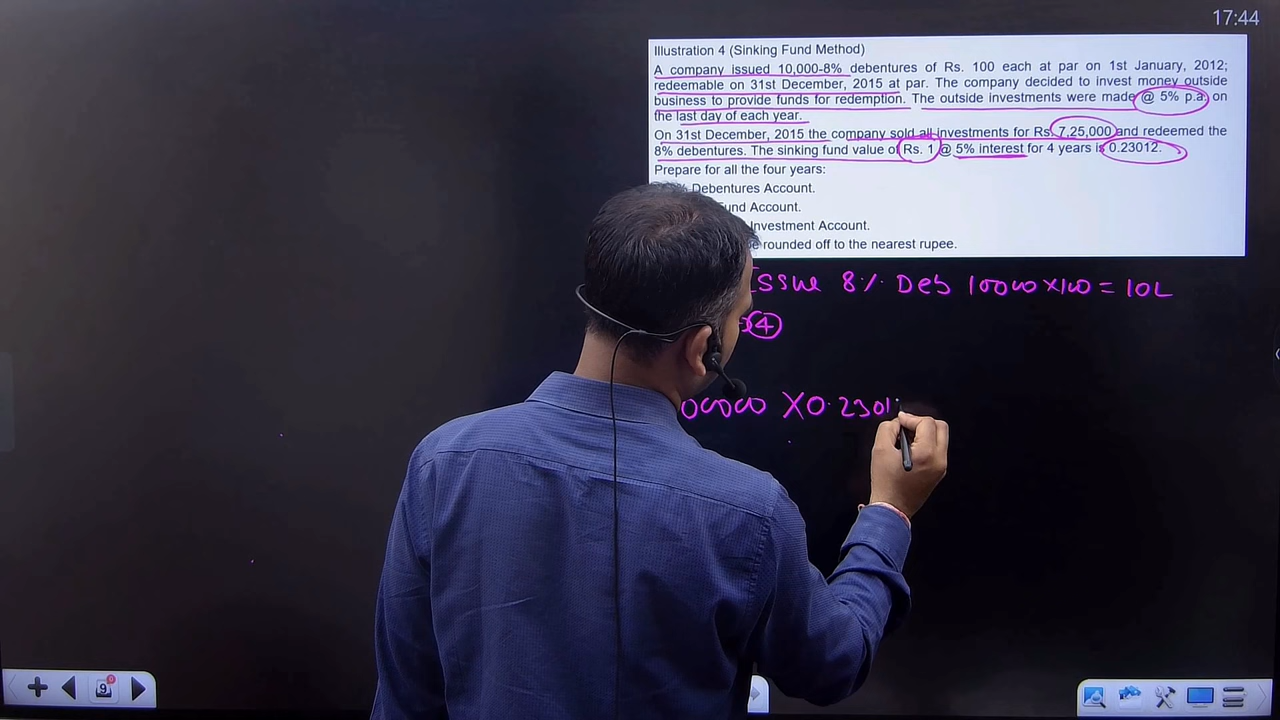 17:44
Illustration 4 (Sinking Fund Method)
A company issued 10,000-8% debentures of Rs. 100 each at par on 1st January, 2012;
redeemable on 31st December, 2015 at par. The company decided to invest money outside
business to provide funds for redemption. The outside investments were made @ 5% p.a. on
the last day of each year.
On 31st December, 2015 the company sold all investments for Rs. 7,25,000 and redeemed the
8% debentures. The sinking fund value of Rs. 1 @ 5% interest for 4 years is 0.23012.
Prepare for all the four years:
Debentures Account.
Fund Account.
Investment Account.
rounded off to the nearest rupee.
Issue 8% Deb 10000 × 100 = 10L
4
00000 × 0.2301
9